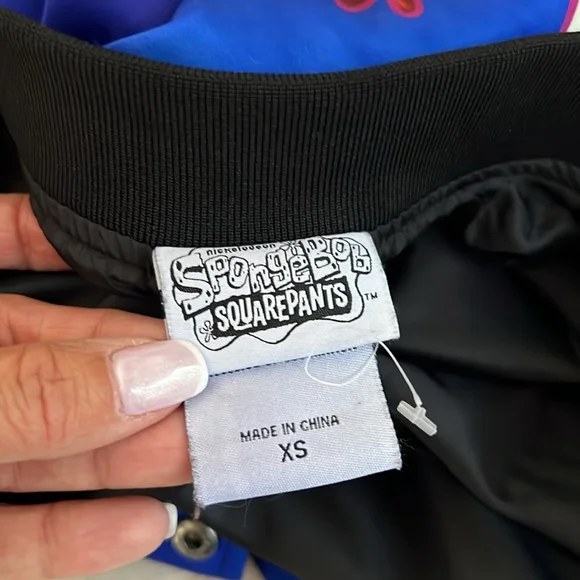 nickelodeon
SpongeBob
SQUAREPANTS
TM
MADE IN CHINA
XS